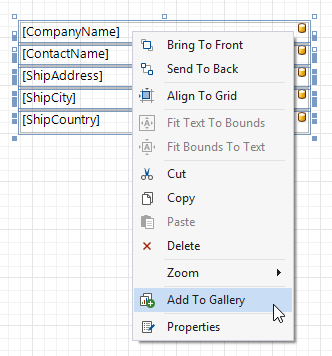 [CompanyName]
[ContactName]
[ShipAddress]
[ShipCity]
[ShipCountry]
Bring To Front
Send To Back
Align To Grid
Fit Text To Bounds
Fit Bounds To Text
Cut
Copy
Paste
Delete
Zoom
Add To Gallery
Properties